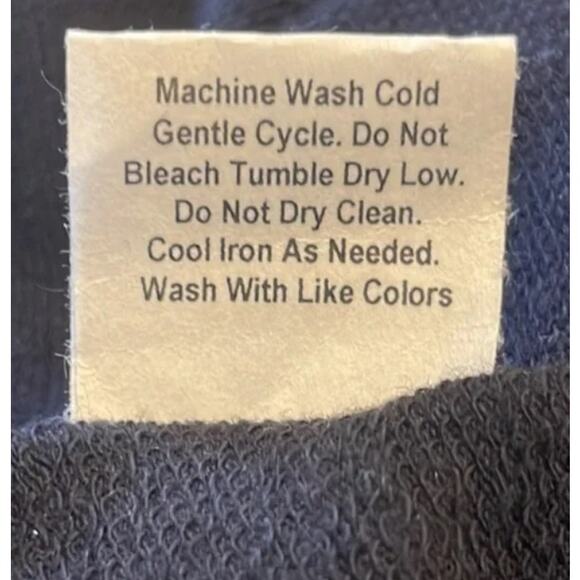 Machine Wash Cold
Gentle Cycle. Do Not
Bleach Tumble Dry Low.
Do Not Dry Clean.
Cool Iron As Needed.
Wash With Like Colors